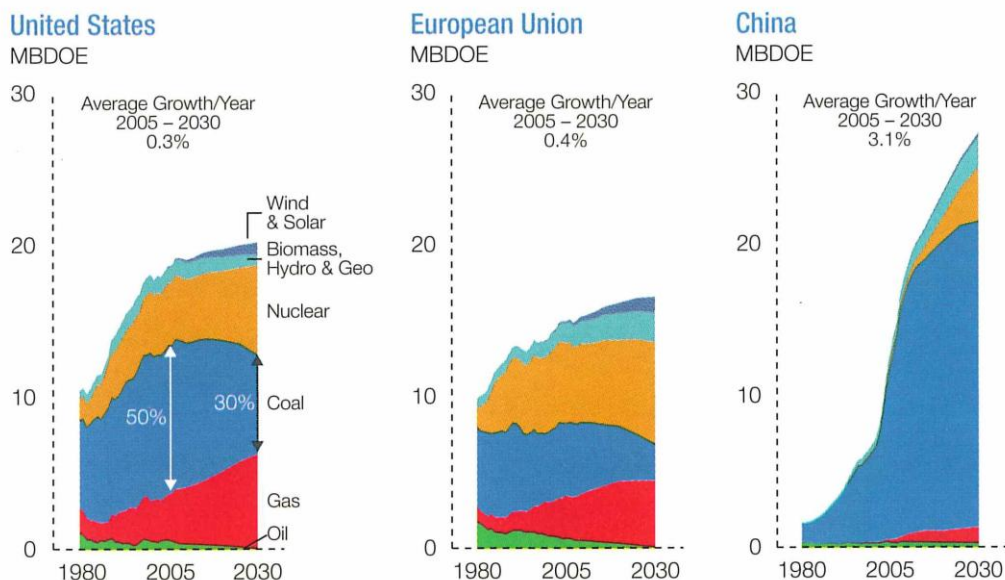 United States
MBDOE
30
Average Growth/Year
2005 – 2030
0.3%
Wind
& Solar
20
Biomass,
Hydro & Geo
Nuclear
10
50%
30%
Coal
Gas
Oil
0
1980
2005
2030
European Union
MBDOE
30
Average Growth/Year
2005 – 2030
0.4%
20
10
0
1980
2005
2030
China
MBDOE
30
Average Growth/Year
2005 – 2030
3.1%
20
10
0
1980
2005
2030